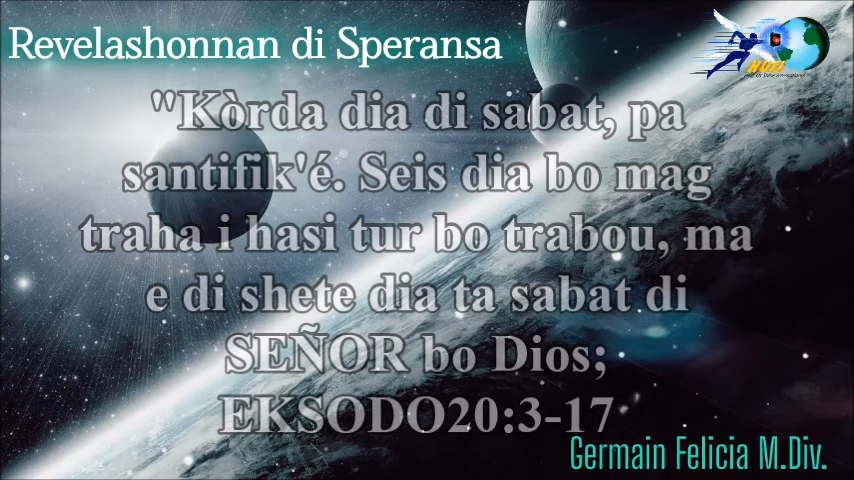 Revelashonnan di Speransa
"Kòrda dia di sabat, pa
santifik'é. Seis dia bo mag
traha i hasi tur bo trabou, ma
e di shete dia ta sabat di
SEÑOR bo Dios;
EKSODO20:3-17
Germain Felicia M.Div.